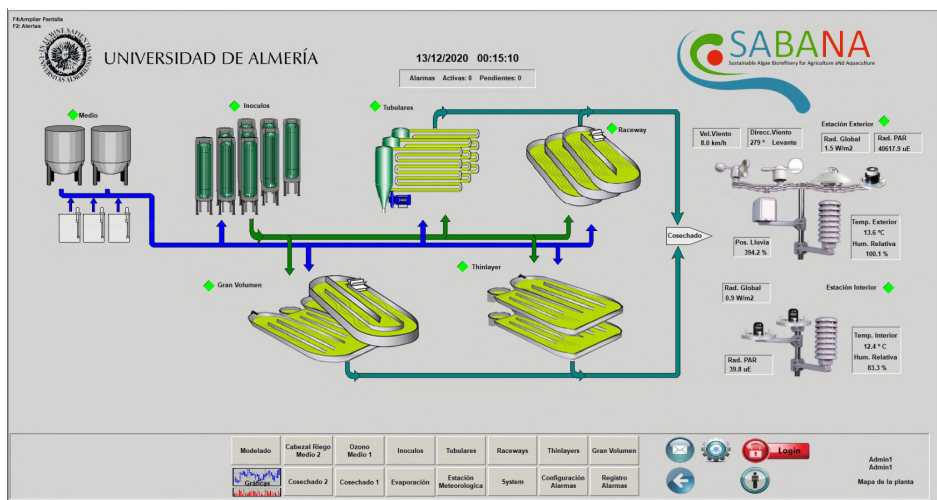 F4:Ampliar Pantalla
F2: Alertas
UNIVERSIDAD DE ALMERÍA
13/12/2020 00:15:10
Alarmas Activas: 0 Pendientes: 0
SABANA
Sustainable Algae Biorefinery for Agriculture aNd Aquaculture
Medio
Inoculos
Tubulares
Raceway
Estación Exterior
Vel.Viento
8.0 km/h
Direcc.Viento
279 º Levante
Rad. Global
1.5 W/m2
Rad. PAR
40617.9 uE
Cosechado
Pos. Lluvia
394.2 %
Temp. Exterior
13.6 ºC
Hum. Relativa
100.1 %
Gran Volumen
Thinlayer
Rad. Global
0.9 W/m2
Estación Interior
Temp. Interior
12.4 º C
Hum. Relativa
83.3 %
Rad. PAR
39.8 uE
Modelado
Cabezal Riego
Medio 2
Ozono
Medio 1
Inoculos
Tubulares
Raceways
Thinlayers
Gran Volumen
Login
Gráficas
Cosechado 2
Cosechado 1
Evaporación
Estación
Meteorologica
System
Configuración
Alarmas
Registro
Alarmas
Admin1
Admin1
Mapa de la planta